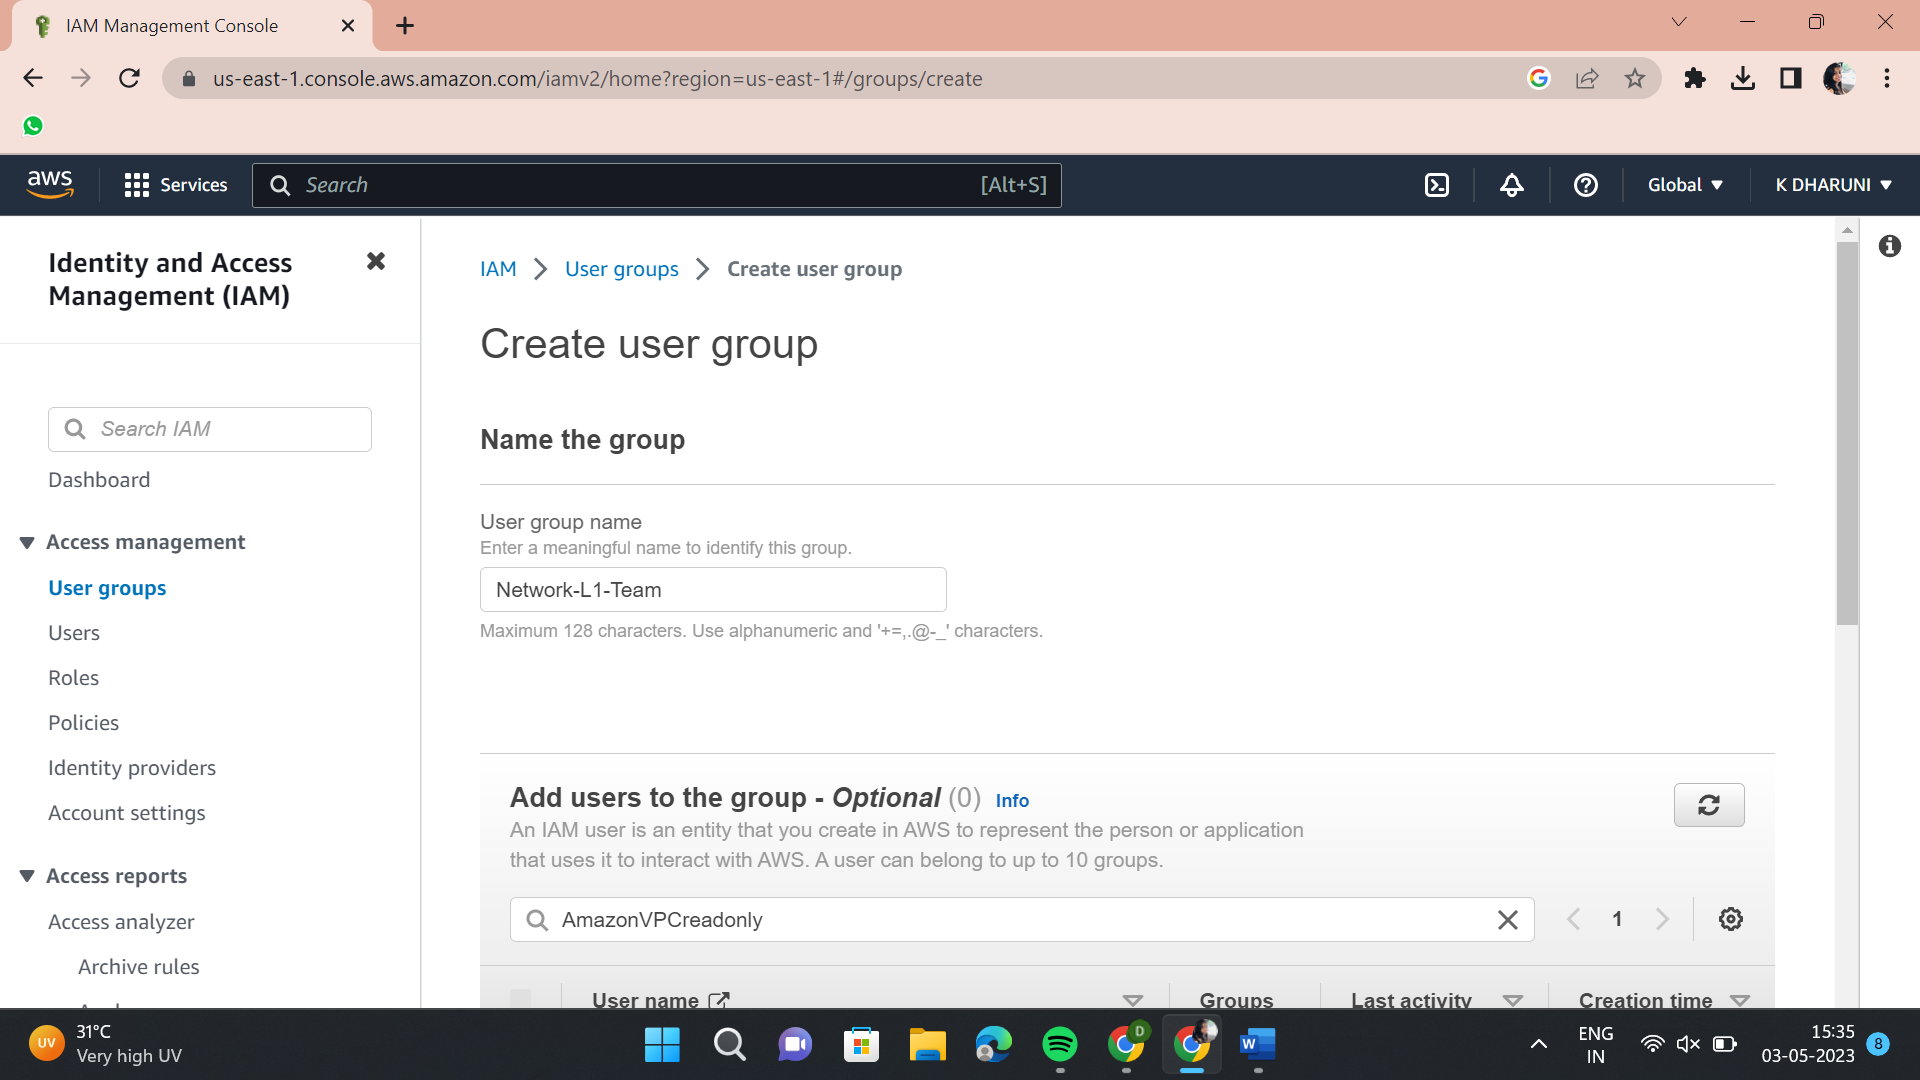 IAM Management Console
us-east-1.console.aws.amazon.com/iamv2/home?region=us-east-1#/groups/create
aws
Services
Search
[Alt+S]
Global
K DHARUNI
Identity and Access
Management (IAM)
Search IAM
Dashboard
Access management
User groups
Users
Roles
Policies
Identity providers
Account settings
Access reports
Access analyzer
Archive rules
IAM > User groups > Create user group
Create user group
Name the group
User group name
Enter a meaningful name to identify this group.
Network-L1-Team
Maximum 128 characters. Use alphanumeric and '+=,.@-_' characters.
Add users to the group - Optional (0) Info
An IAM user is an entity that you create in AWS to represent the person or application
that uses it to interact with AWS. A user can belong to up to 10 groups.
AmazonVPCreadonly
1
User name
Groups
Last activity
Creation time
UV
31°C
Very high UV
D
W
ENG
IN
15:35
03-05-2023
8